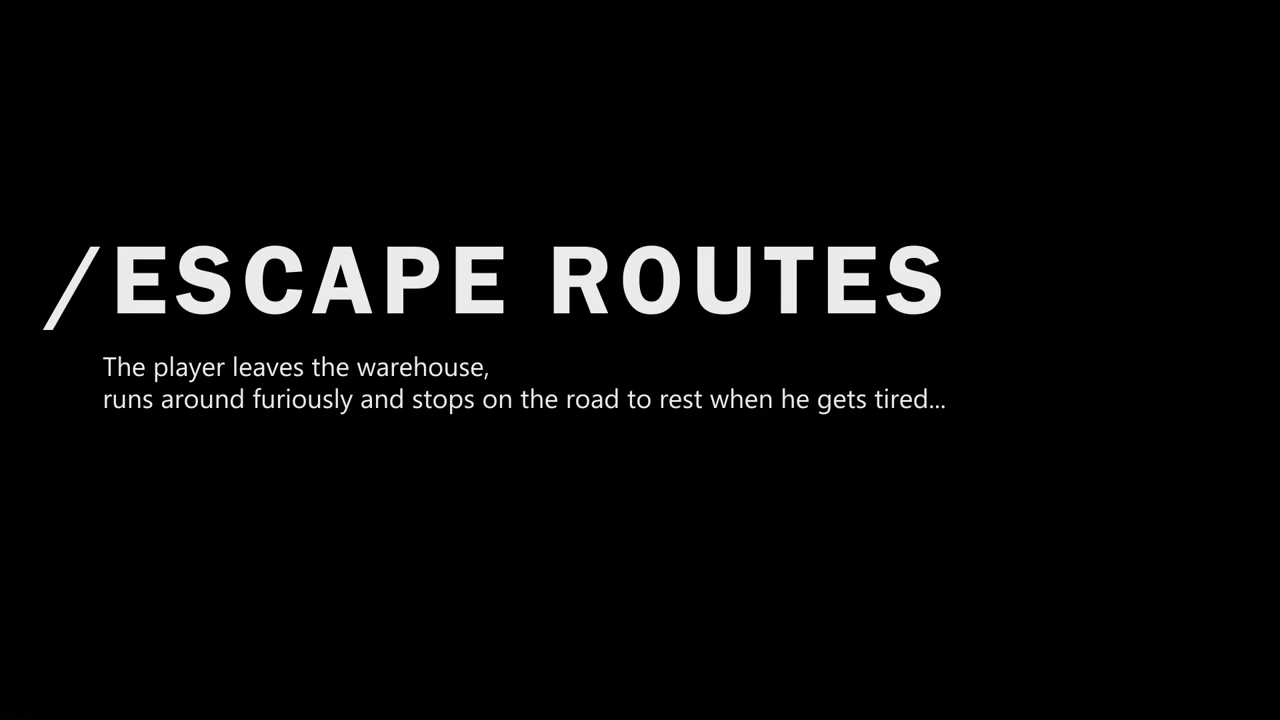 /ESCAPE ROUTES
The player leaves the warehouse,
runs around furiously and stops on the road to rest when he gets tired...